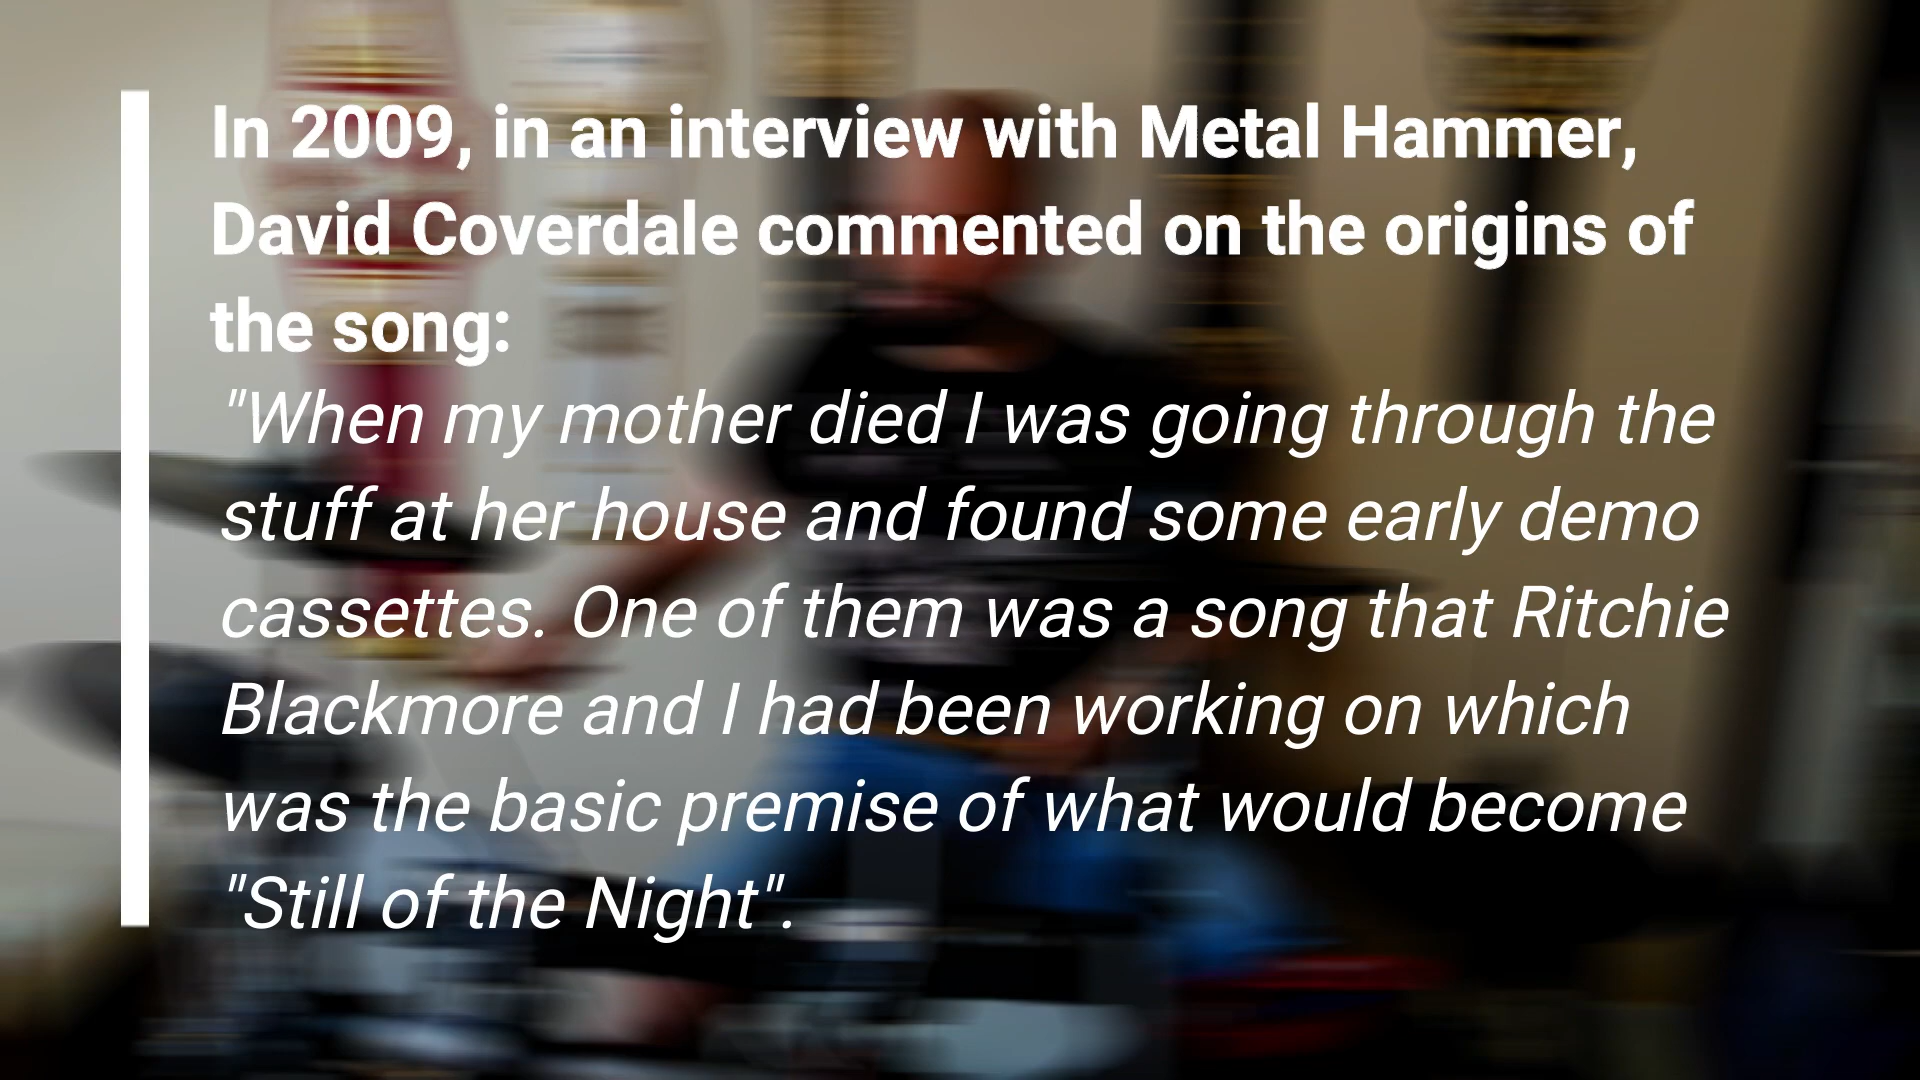 In 2009, in an interview with Metal Hammer,
David Coverdale commented on the origins of
the song:
"When my mother died I was going through the
stuff at her house and found some early demo
cassettes. One of them was a song that Ritchie
Blackmore and I had been working on which
was the basic premise of what would become
"Still of the Night".